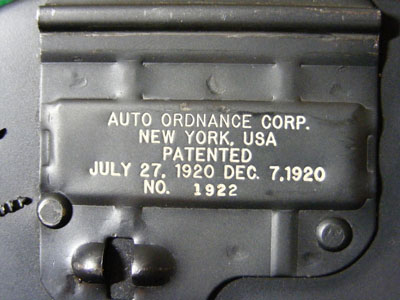 AUTO ORDNANCE CORP.
NEW YORK, USA
PATENTED
JULY 27, 1920 DEC. 7, 1920
NO. 1922